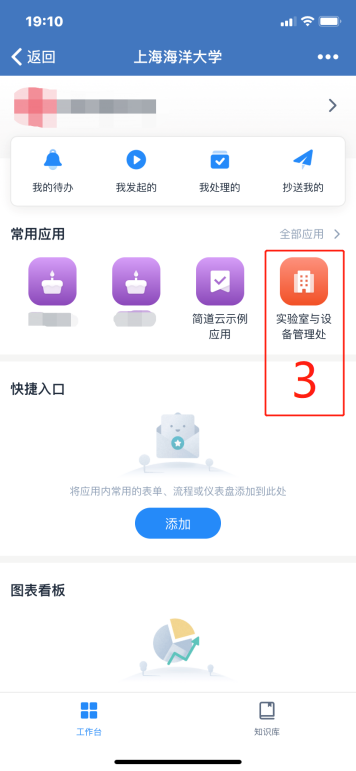 19:10
返回
上海海洋大学
我的待办
我发起的
我处理的
抄送我的
常用应用
全部应用
简道云示例
应用
实验室与设
备管理处
3
快捷入口
将应用内常用的表单、流程或仪表盘添加到此处
添加
图表看板
工作台
知识库